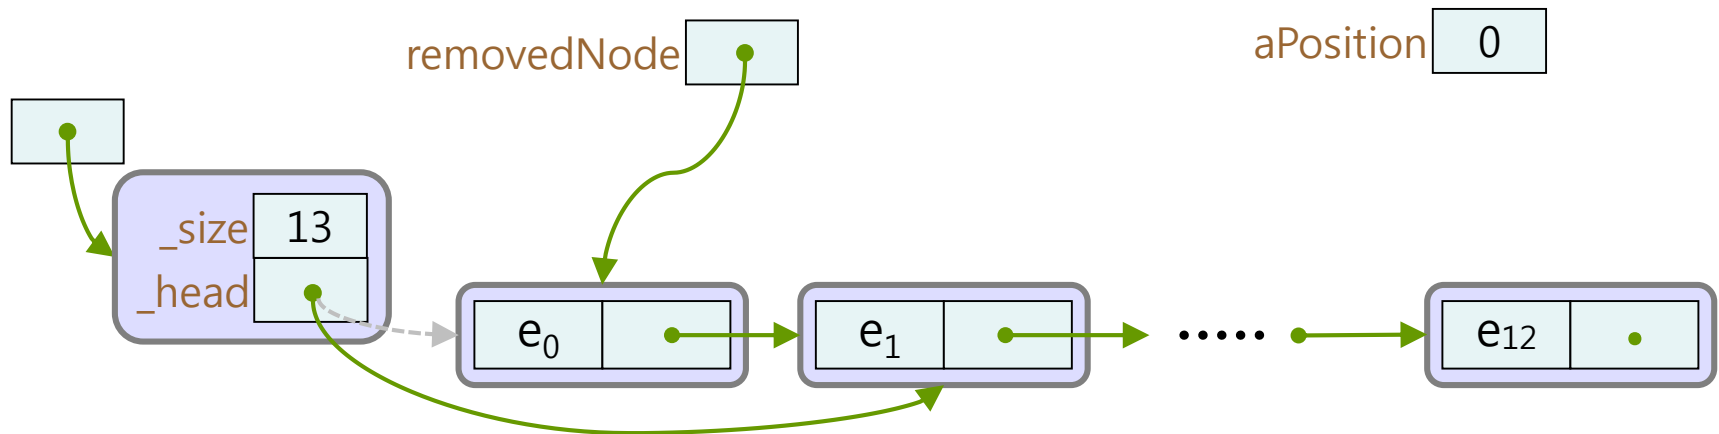 removedNode
aPosition 0
_size 13
_head
e0 e1 ..... e12